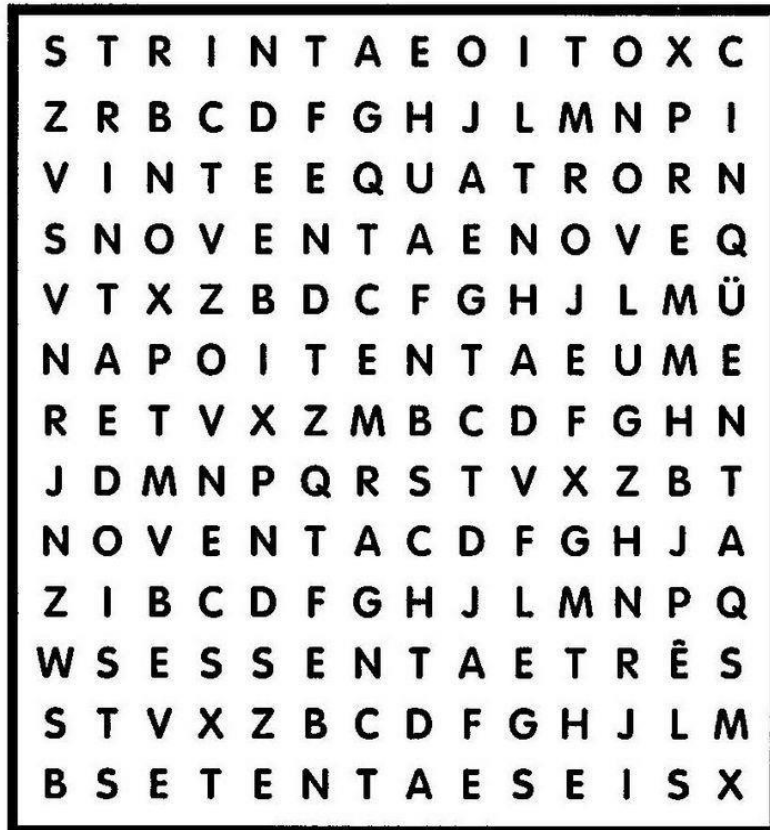 S T R I N T A E O I T O X C
Z R B C D F G H J L M N P I
V I N T E E Q U A T R O R N
S N O V E N T A E N O V E Q
V T X Z B D C F G H J L M Ü
N A P O I T E N T A E U M E
R E T V X Z M B C D F G H N
J D M N P Q R S T V X Z B T
N O V E N T A C D F G H J A
Z I B C D F G H J L M N P Q
W S E S S E N T A E T R Ê S
S T V X Z B C D F G H J L M
B S E T E N T A E S E I S X